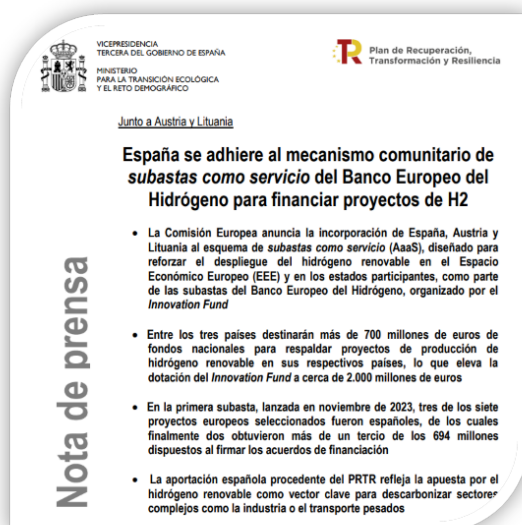 VICEPRESIDENCIA
TERCERA DEL GOBIERNO DE ESPAÑA
MINISTERIO
PARA LA TRANSICIÓN ECOLÓGICA
Y EL RETO DEMOGRÁFICO
Plan de Recuperación,
Transformación y Resiliencia
Junto a Austria y Lituania
España se adhiere al mecanismo comunitario de
subastas como servicio del Banco Europeo del
Hidrógeno para financiar proyectos de H2
• La Comisión Europea anuncia la incorporación de España, Austria y
Lituania al esquema de subastas como servicio (AaaS), diseñado para
reforzar el despliegue del hidrógeno renovable en el Espacio
Económico Europeo (EEE) y en los estados participantes, como parte
de las subastas del Banco Europeo del Hidrógeno, organizado por el
Innovation Fund
• Entre los tres países destinarán más de 700 millones de euros de
fondos nacionales para respaldar proyectos de producción de
hidrógeno renovable en sus respectivos países, lo que eleva la
dotación del Innovation Fund a cerca de 2.000 millones de euros
• En la primera subasta, lanzada en noviembre de 2023, tres de los siete
proyectos europeos seleccionados fueron españoles, de los cuales
finalmente dos obtuvieron más de un tercio de los 694 millones
dispuestos al firmar los acuerdos de financiación
• La aportación española procedente del PRTR refleja la apuesta por el
hidrógeno renovable como vector clave para descarbonizar sectores
complejos como la industria o el transporte pesados
Nota de prensa